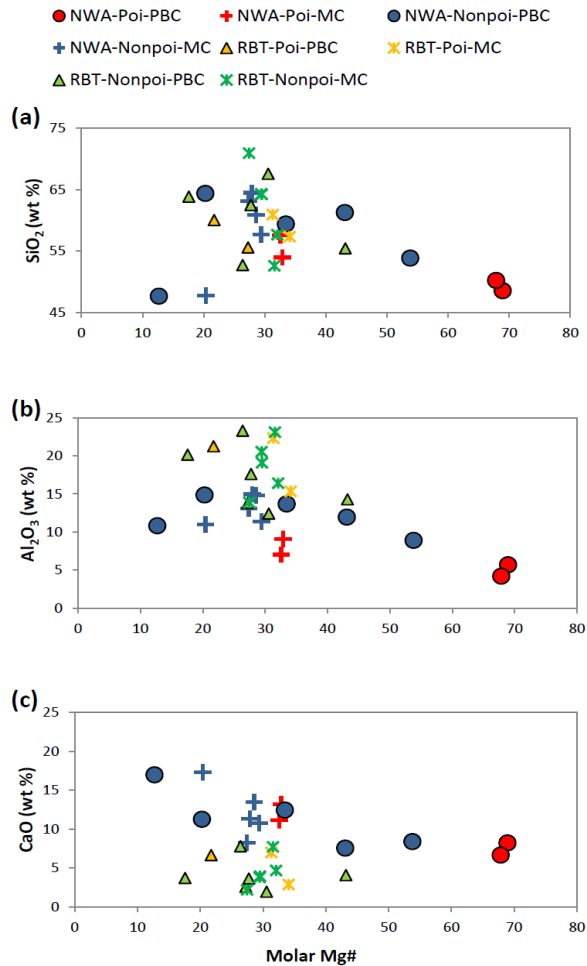 NWA-Poi-PBC NWA-Poi-MC NWA-Nonpoi-PBC
NWA-Nonpoi-MC RBT-Poi-PBC RBT-Poi-MC
RBT-Nonpoi-PBC RBT-Nonpoi-MC
(a)
75
65
55
45
SiO₂ (wt %)
0 10 20 30 40 50 60 70 80
(b)
25
20
15
10
5
0
Al₂O₃ (wt %)
0 10 20 30 40 50 60 70 80
(c)
25
20
15
10
5
0
CaO (wt %)
0 10 20 30 40 50 60 70 80
Molar Mg#